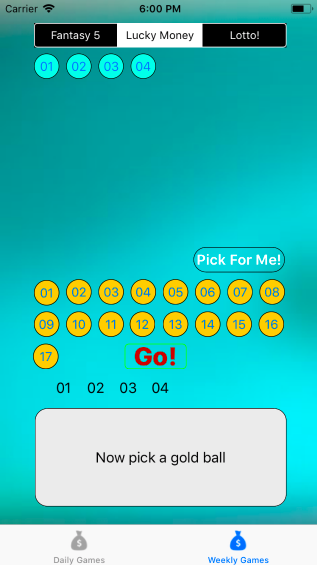 Carrier 6:00 PM
Fantasy 5 Lucky Money Lotto!
01 02 03 04
Pick For Me!
01 02 03 04 05 06 07 08
09 10 11 12 13 14 15 16
17 Go!
01 02 03 04
Now pick a gold ball
$ $
Daily Games Weekly Games